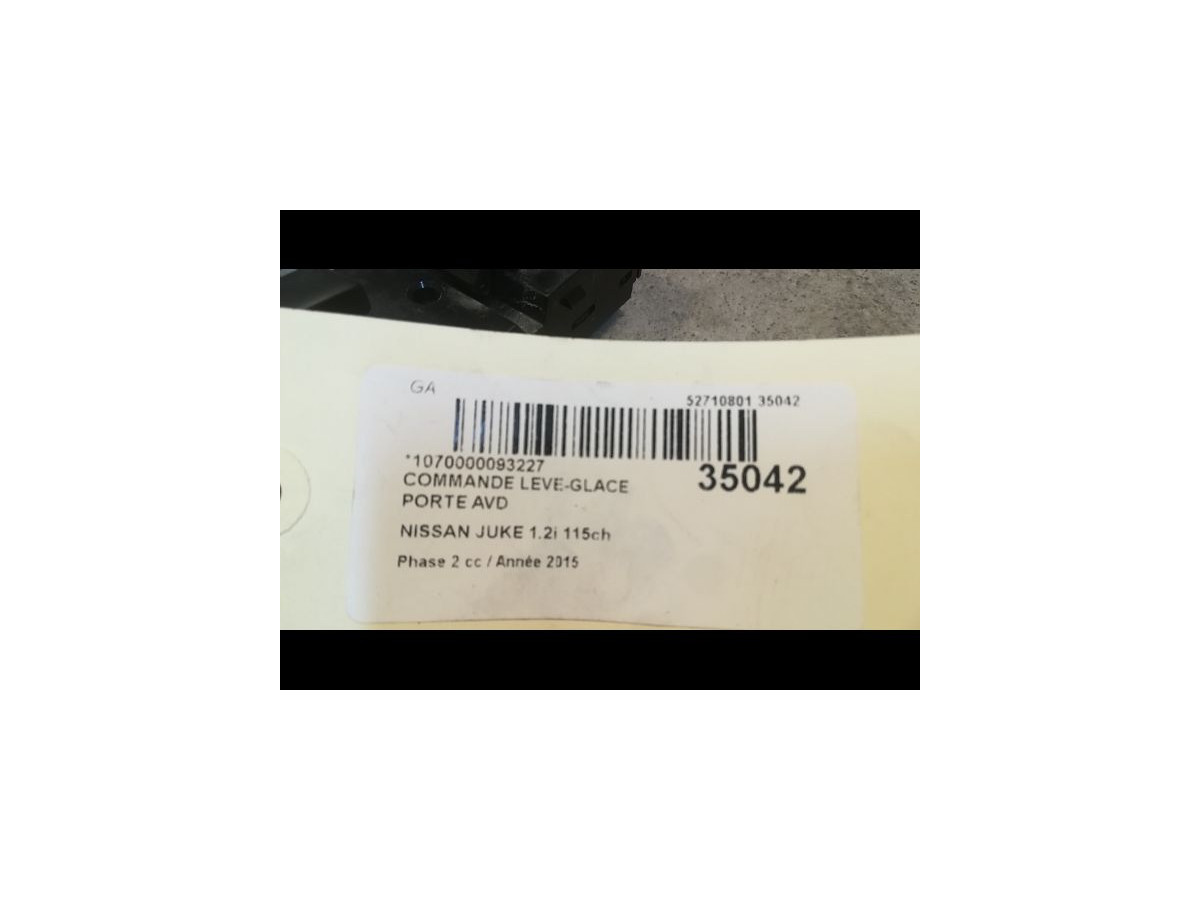 GA
52710801 35042
*1070000093227
35042
COMMANDE LEVE-GLACE
PORTE AVD
NISSAN JUKE 1.2i 115ch
Phase 2 cc / Année 2015